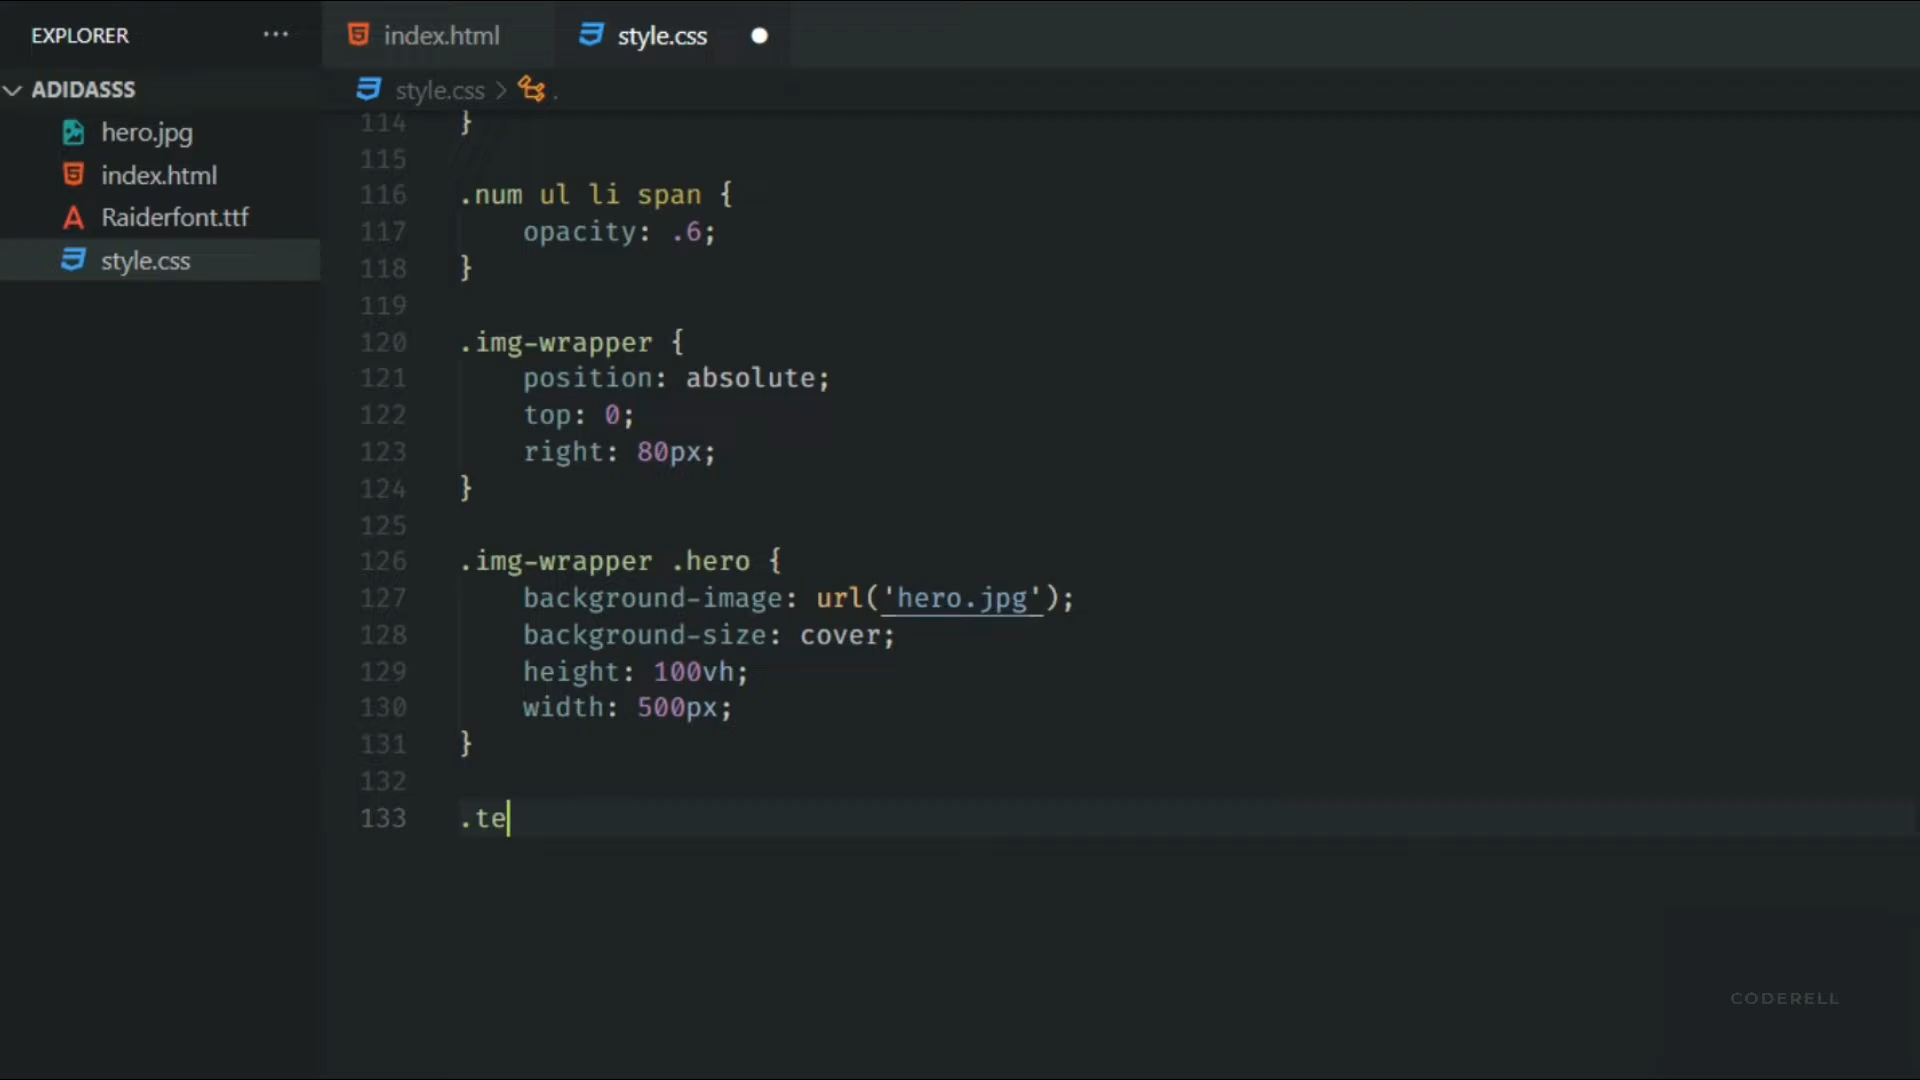 EXPLORER ...
index.html
style.css
ADIDASSS
style.css > .
hero.jpg
index.html
Raiderfont.ttf
style.css
114 }
115
116 .num ul li span {
117 opacity: .6;
118 }
119
120 .img-wrapper {
121 position: absolute;
122 top: 0;
123 right: 80px;
124 }
125
126 .img-wrapper .hero {
127 background-image: url('hero.jpg');
128 background-size: cover;
129 height: 100vh;
130 width: 500px;
131 }
132
133 .te
CODERELL